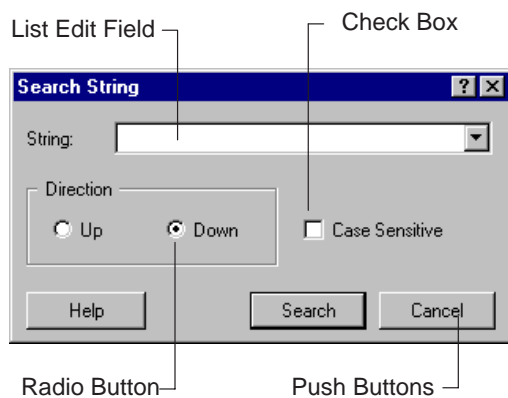 List Edit Field
Check Box
Search String
String:
Direction
Up
Down
Case Sensitive
Help
Search
Cancel
Radio Button
Push Buttons